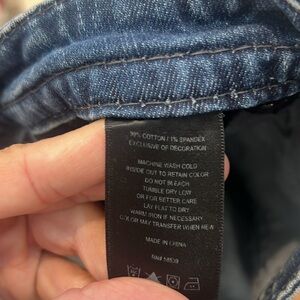 99% COTTON / 1% SPANDEX
EXCLUSIVE OF DECORATION
MACHINE WASH COLD
INSIDE OUT TO RETAIN COLOR
DO NOT BLEACH
TUMBLE DRY LOW
OR FOR BETTER CARE
LAY FLAT TO DRY
WARM IRON IF NECESSARY
COLOR MAY TRANSFER WHEN NEW
MADE IN CHINA
RN#